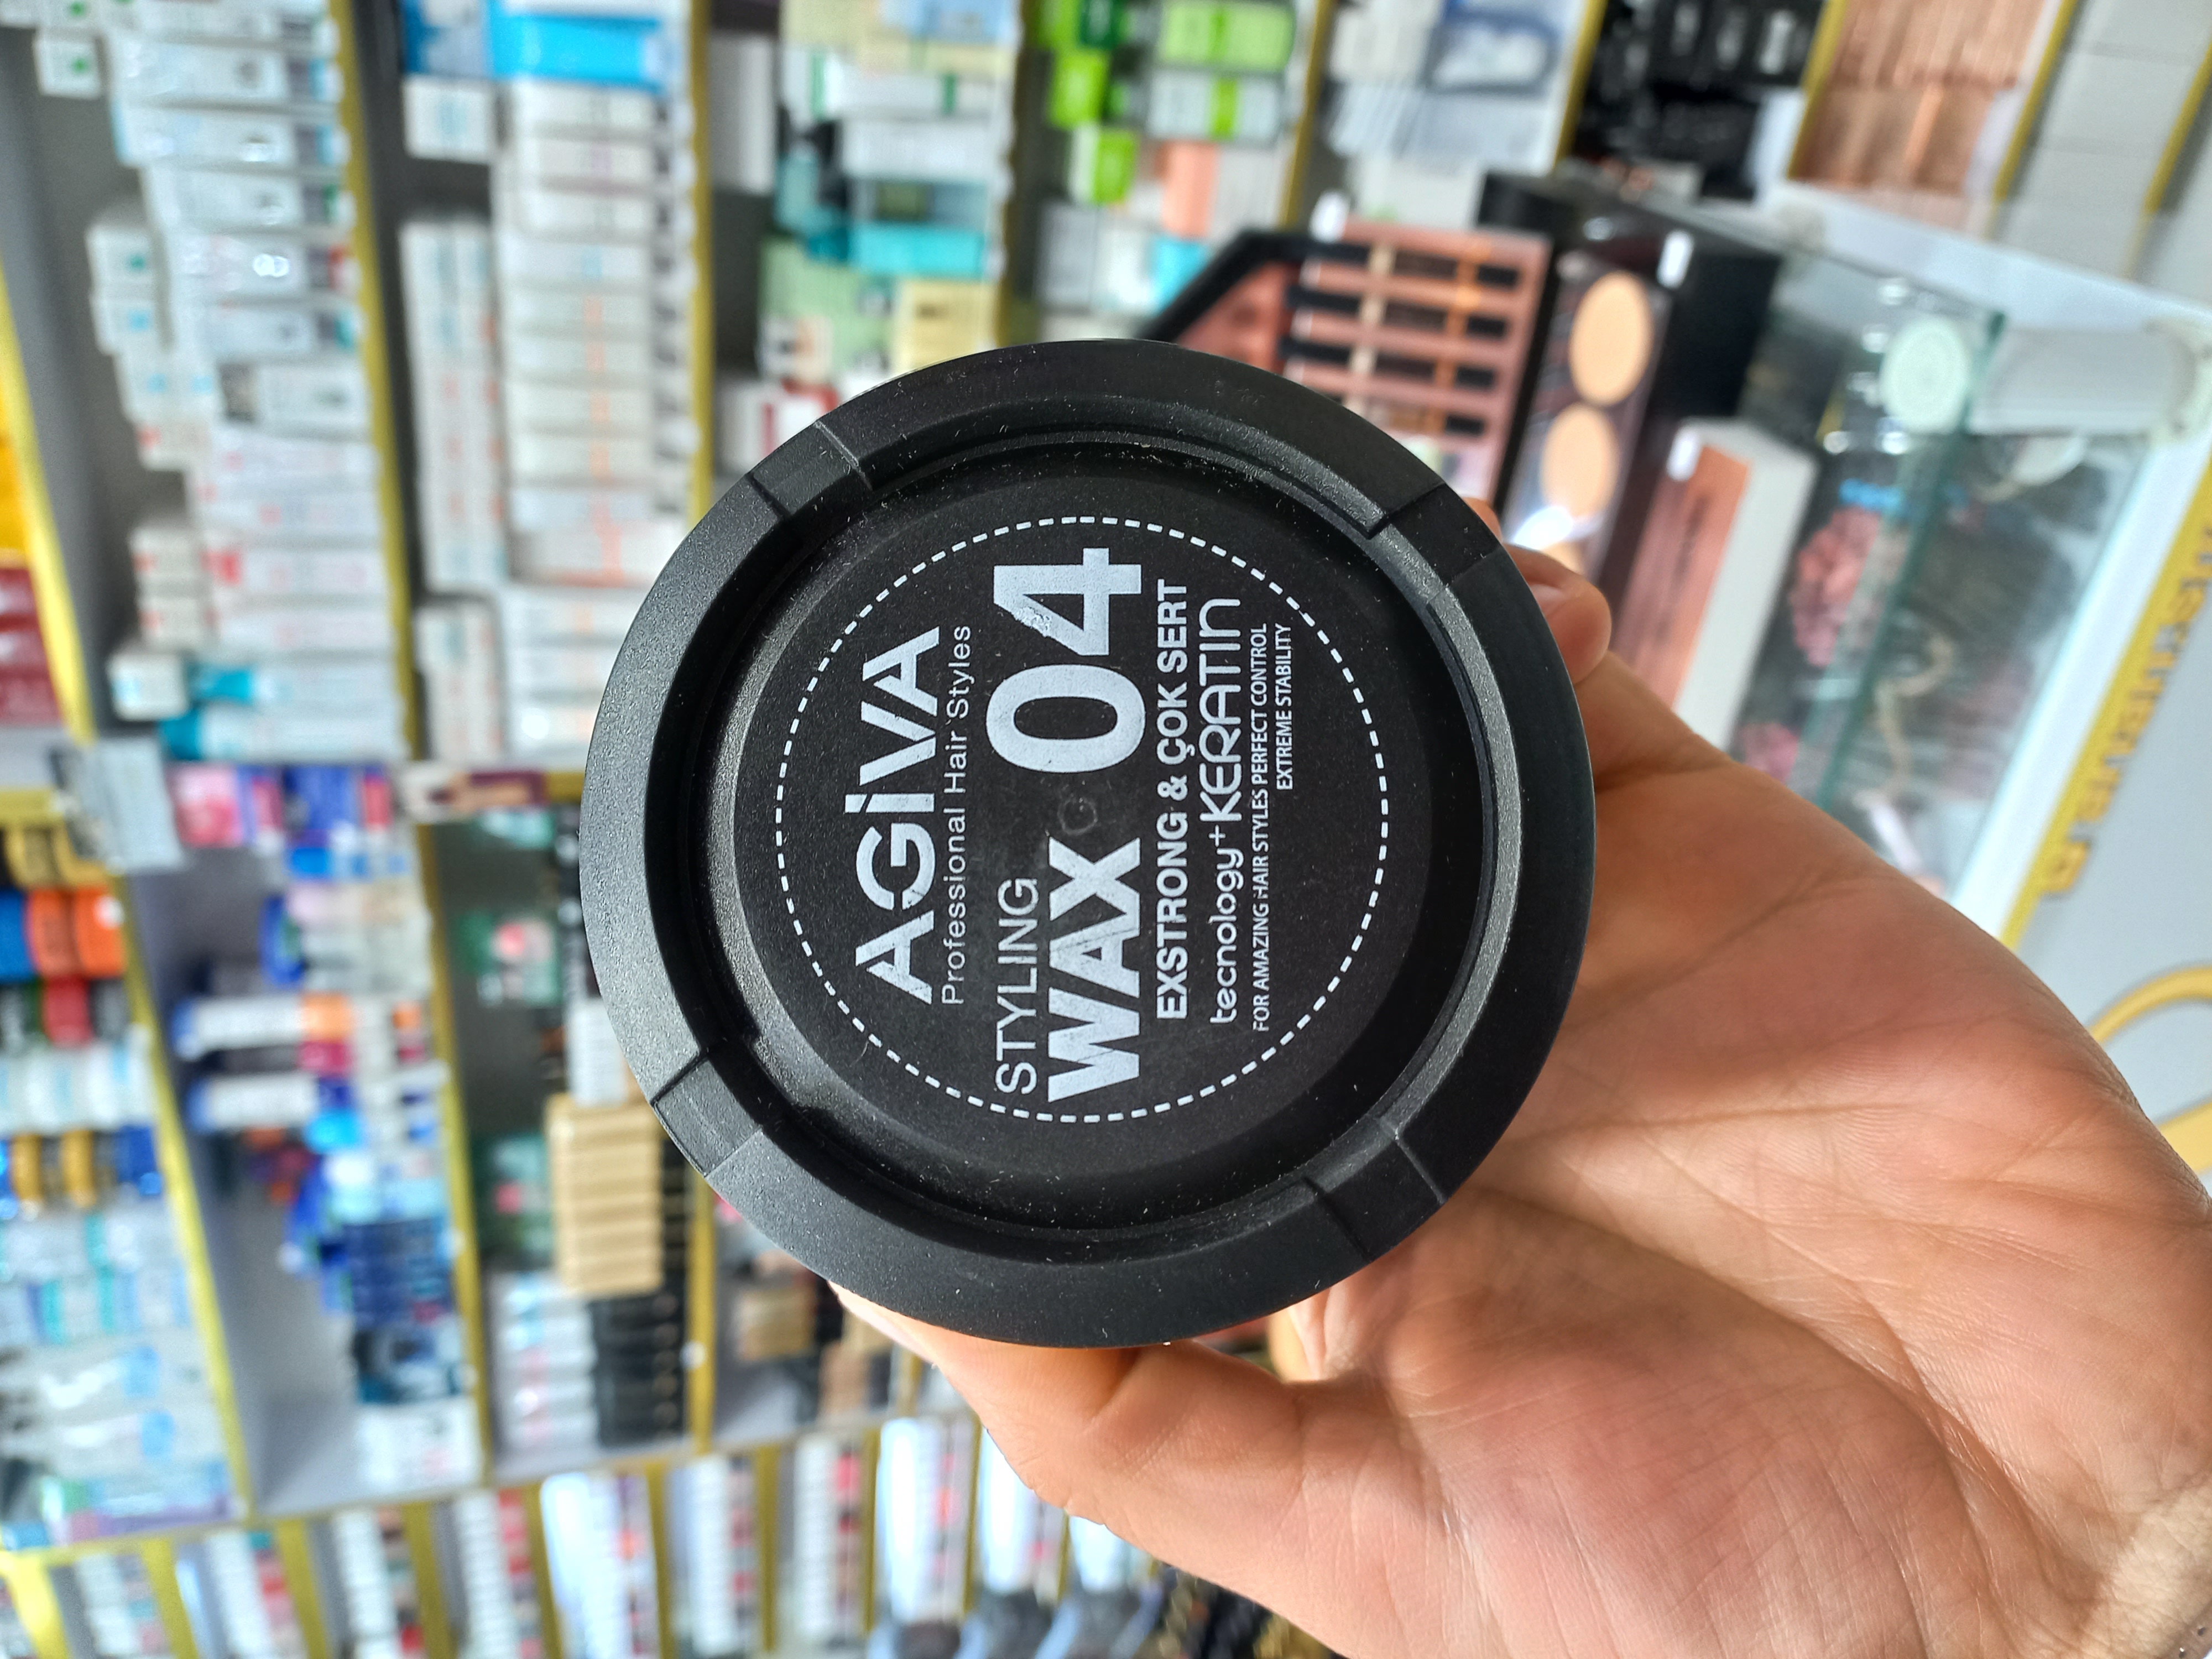 AGiVA
Professional Hair Styles
STYLING
WAX 04
EXSTRONG & ÇOK SERT
tecnology+KERATIN
FOR AMAZING HAIR STYLES PERFECT CONTROL
EXTREME STABILITY